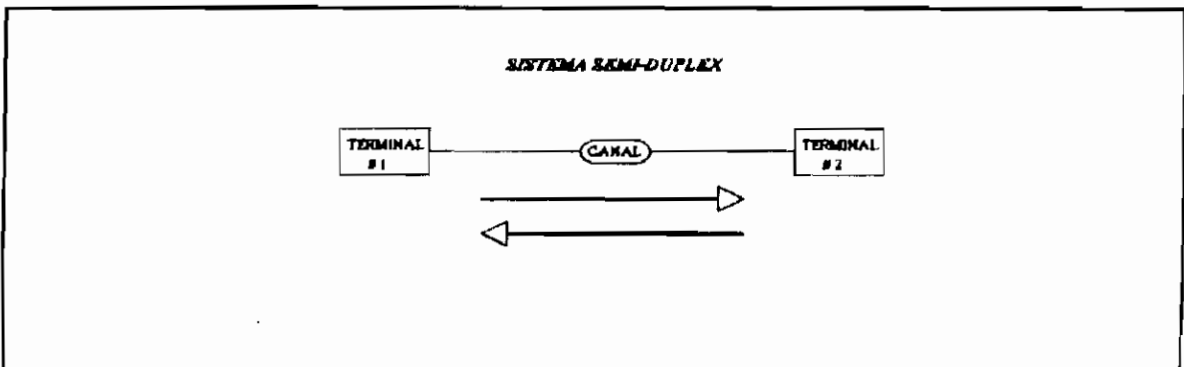 SISTEMA SEMI-DUPLEX
TERMINAL
#1
CANAL
TERMINAL
#2